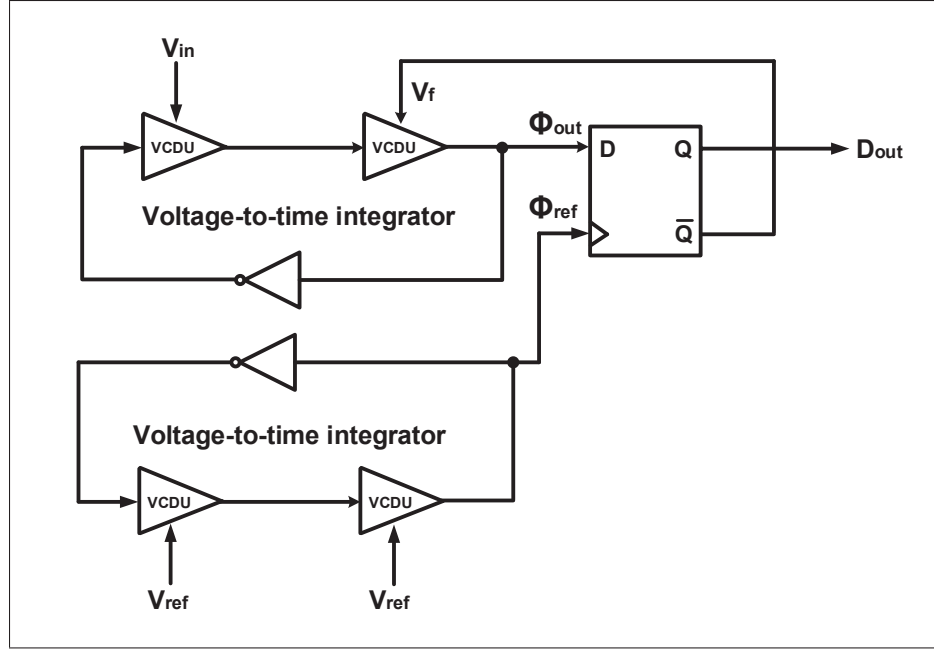 Vin
Vf
VCDU
VCDU
Φout
D
Q
Dout
Voltage-to-time integrator
Φref
Q̅
Voltage-to-time integrator
VCDU
VCDU
Vref
Vref